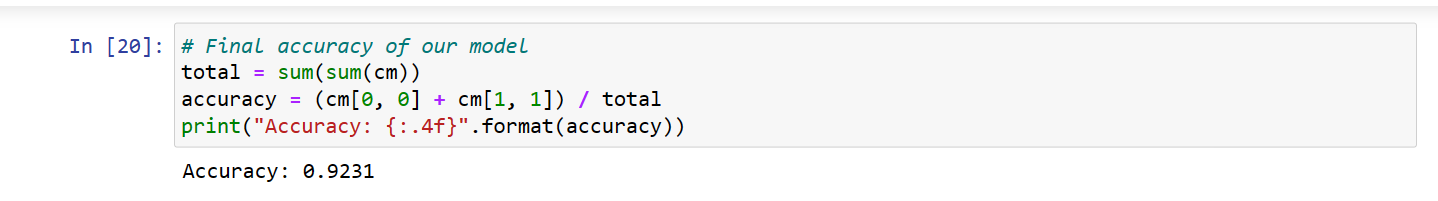 In [20]: # Final accuracy of our model
total = sum(sum(cm))
accuracy = (cm[0, 0] + cm[1, 1]) / total
print("Accuracy: {:.4f}".format(accuracy))
Accuracy: 0.9231